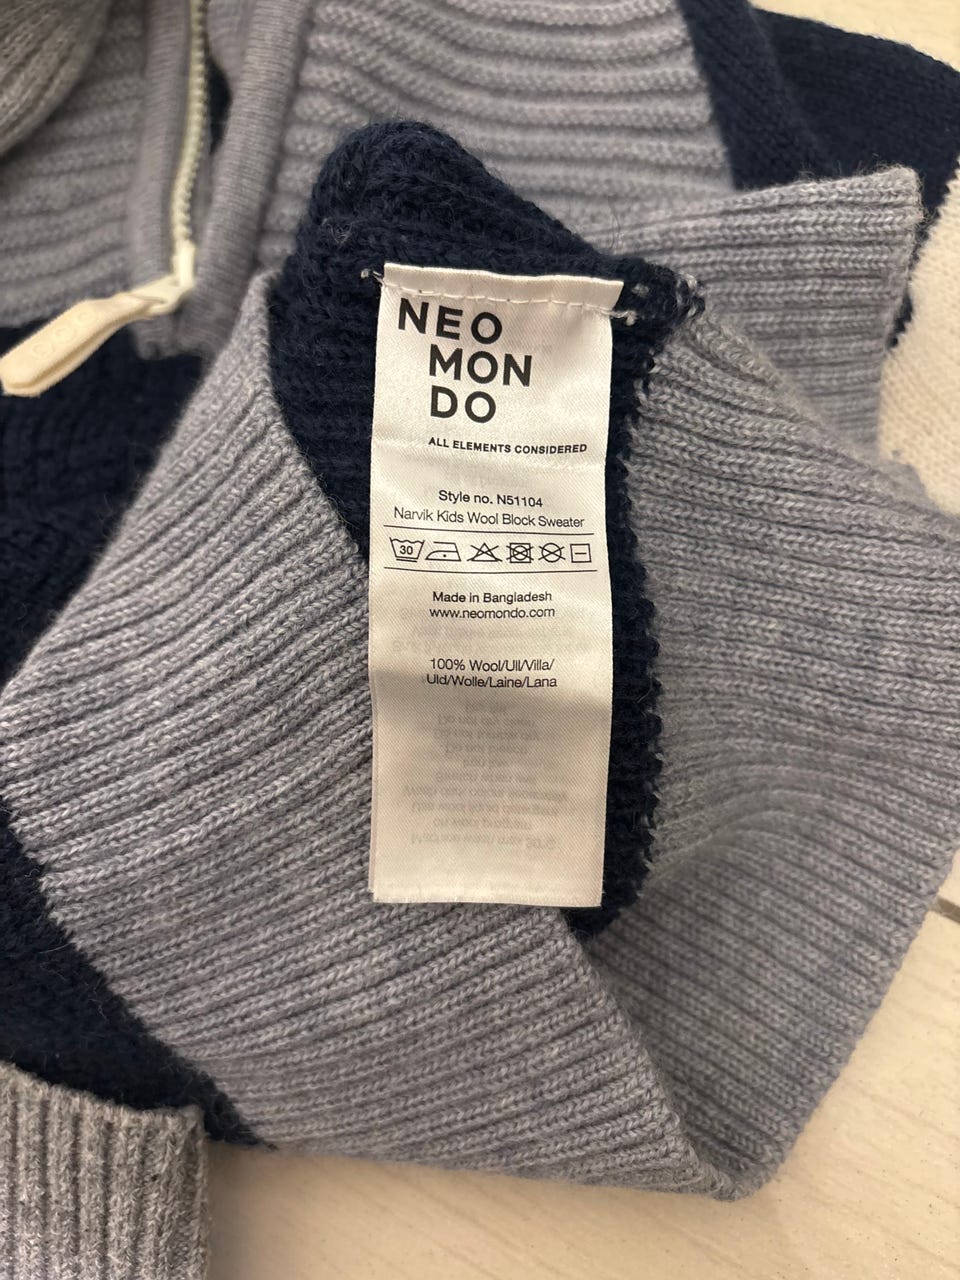 NEO
MON
DO
ALL ELEMENTS CONSIDERED
Style no. N51104
Narvik Kids Wool Block Sweater
30
Made in Bangladesh
www.neomondo.com
100% Wool/Ull/Villa/
Uld/Wolle/Laine/Lana